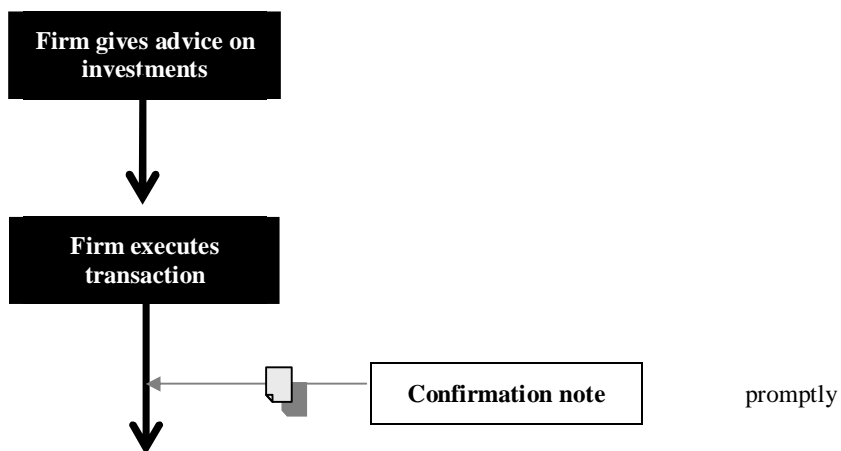 Firm gives advice on
investments
Firm executes
transaction
Confirmation note
promptly